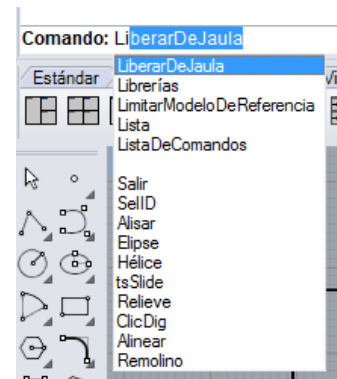 Comando: LiberarDeJaula
Estándar
LiberarDeJaula
Librerías
LimitarModeloDeReferencia
Lista
ListaDeComandos
Salir
SelID
Alisar
Elipse
Hélice
tsSlide
Relieve
ClicDig
Alinear
Remolino